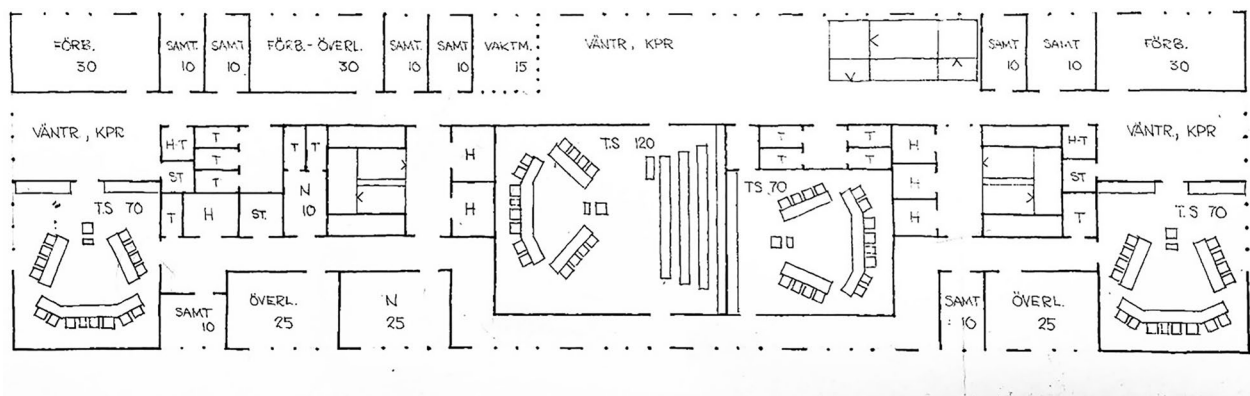 FÖRB.
30
SAMT.
10
SAMT
10
FÖRB.-ÖVERL.
30
SAMT.
10
SAMT
10
VAKTM.
15
VÄNTR, KPR
SAMT
10
SAMT.
10
FÖRB.
30
VÄNTR, KPR
H-T
T
T
T
ST
T
H
ST.
T
T
N
10
H
H
T.S 120
T
T
T
T
H
H
H
H-T
ST
T
VÄNTR, KPR
T.S 70
T.S 70
T.S 70
SAMT
10
ÖVERL.
25
N
25
SAMT
10
ÖVERL.
25